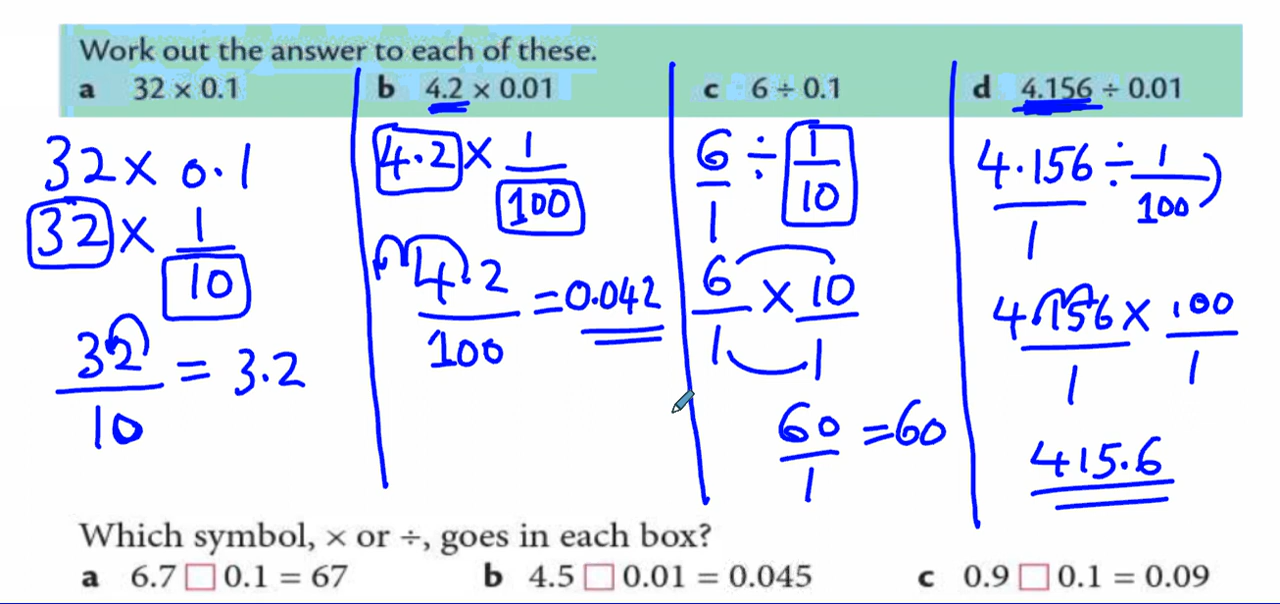 Work out the answer to each of these.
a 32 × 0.1 b 4.2 × 0.01 c 6 ÷ 0.1 d 4.156 ÷ 0.01
32 × 0.1
32 × 1/10
32/10 = 3.2
4.2 × 1/100
4.2/100 = 0.042
6/1 ÷ 1/10
6/1 × 10/1
60/1 = 60
4.156/1 ÷ 1/100
4.156/1 × 100/1
415.6
Which symbol, × or ÷, goes in each box?
a 6.7 □ 0.1 = 67 b 4.5 □ 0.01 = 0.045 c 0.9 □ 0.1 = 0.09